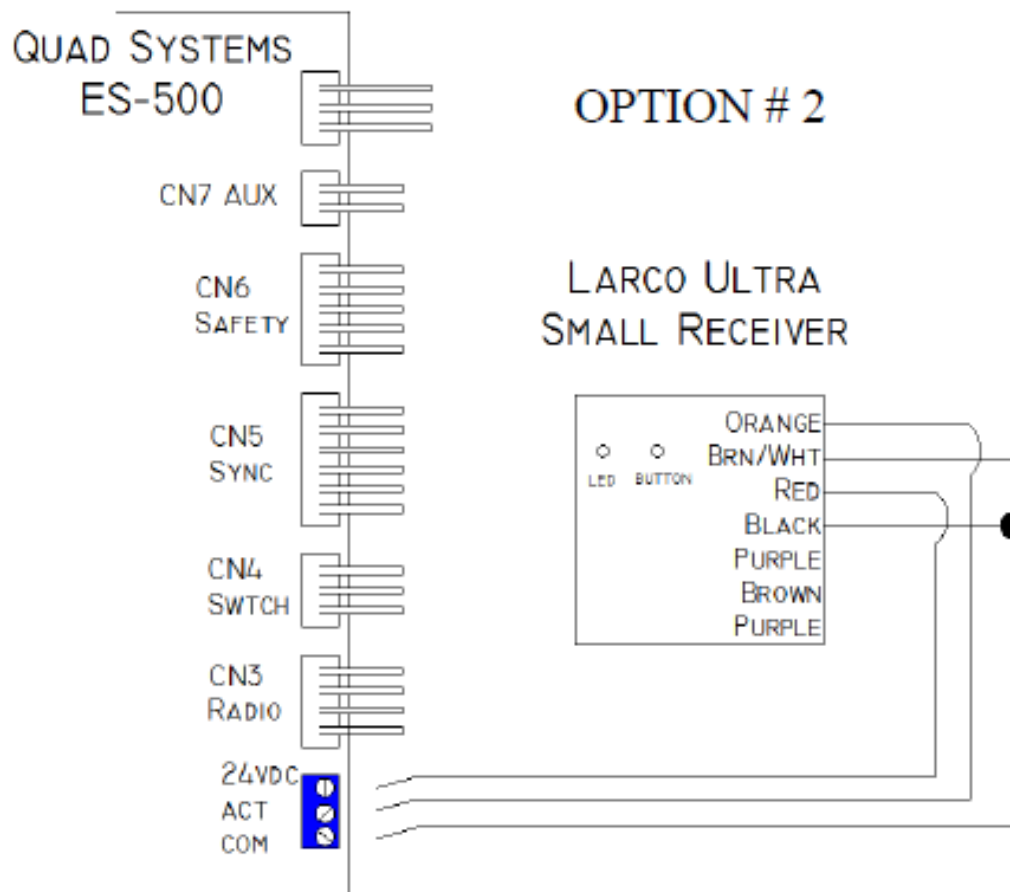 QUAD SYSTEMS
ES-500
OPTION # 2
CN7 AUX
CN6
SAFETY
LARCO ULTRA
SMALL RECEIVER
CN5
SYNC
LED
BUTTON
ORANGE
BRN/WHT
RED
BLACK
PURPLE
BROWN
PURPLE
CN4
SWTCH
CN3
RADIO
24VDC
ACT
COM